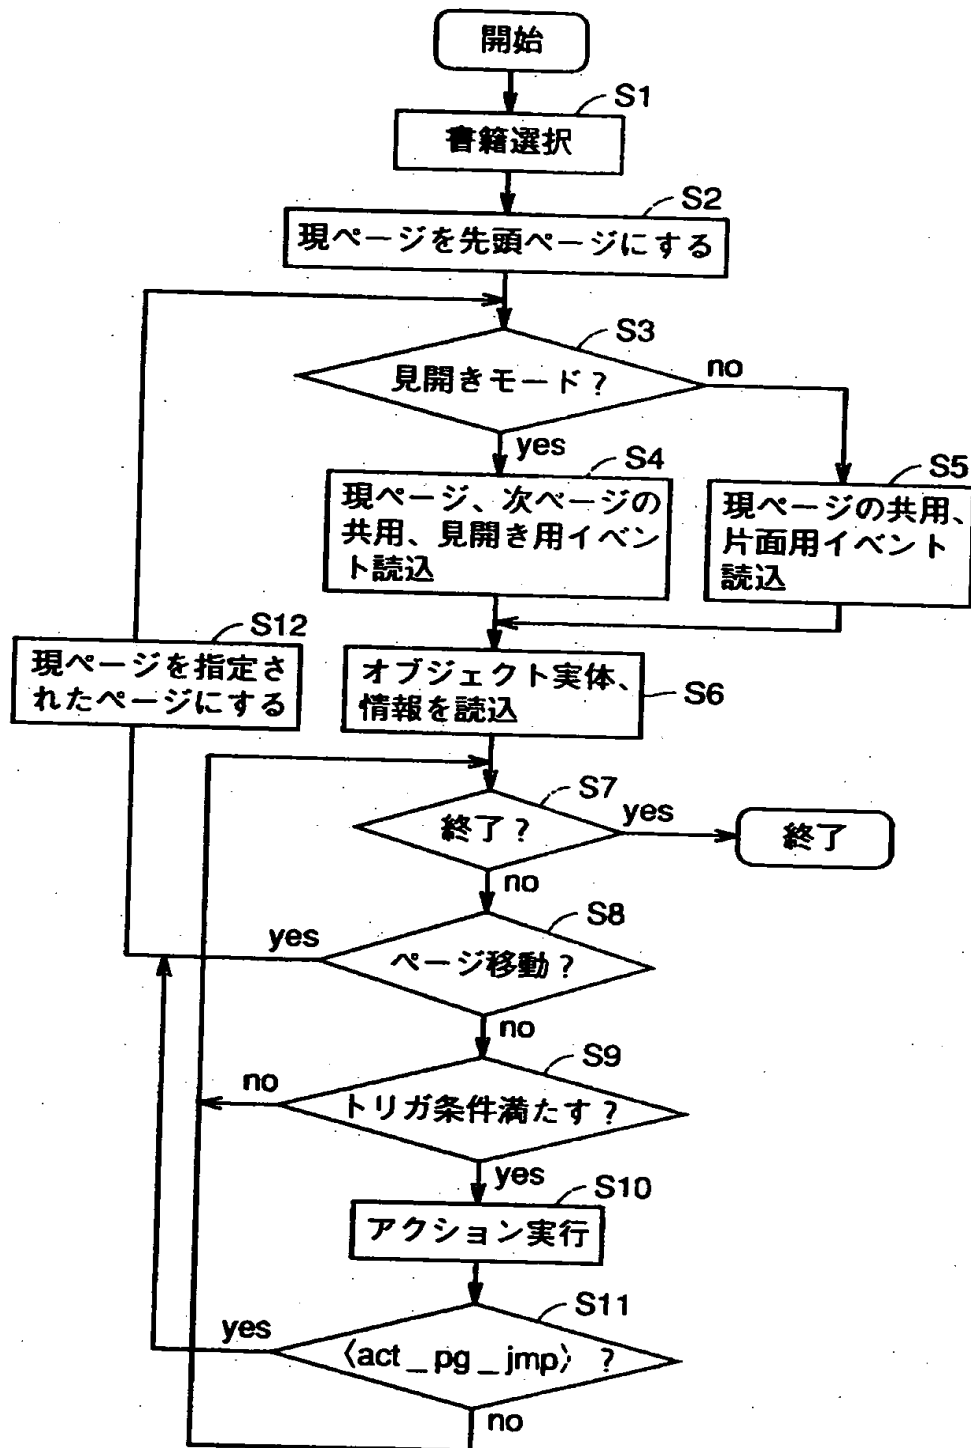 開始
S1
書籍選択
S2
現ページを先頭ページにする
S3
見開きモード？
no
yes
S4
現ページ、次ページの
共用、見開き用イベン
ト読込
S5
現ページの共用、
片面用イベント
読込
S12
現ページを指定さ
れたページにする
オブジェクト実体、
情報を読込
S6
S7
終了？
yes
終了
no
S8
yes
ページ移動？
no
S9
no
トリガ条件満たす？
yes
S10
アクション実行
S11
yes
〈act_pg_jmp〉？
no